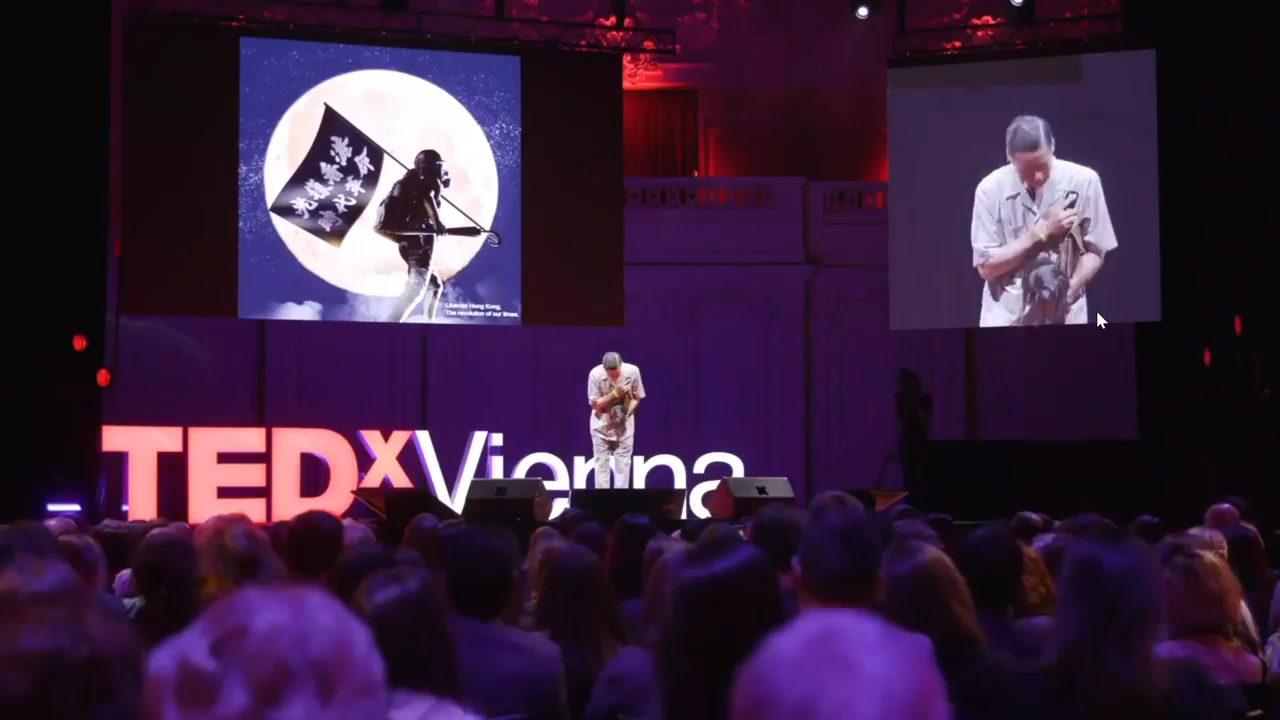 光復香港
時代革命
Liberate Hong Kong,
The revolution of our times.
TEDxVienna